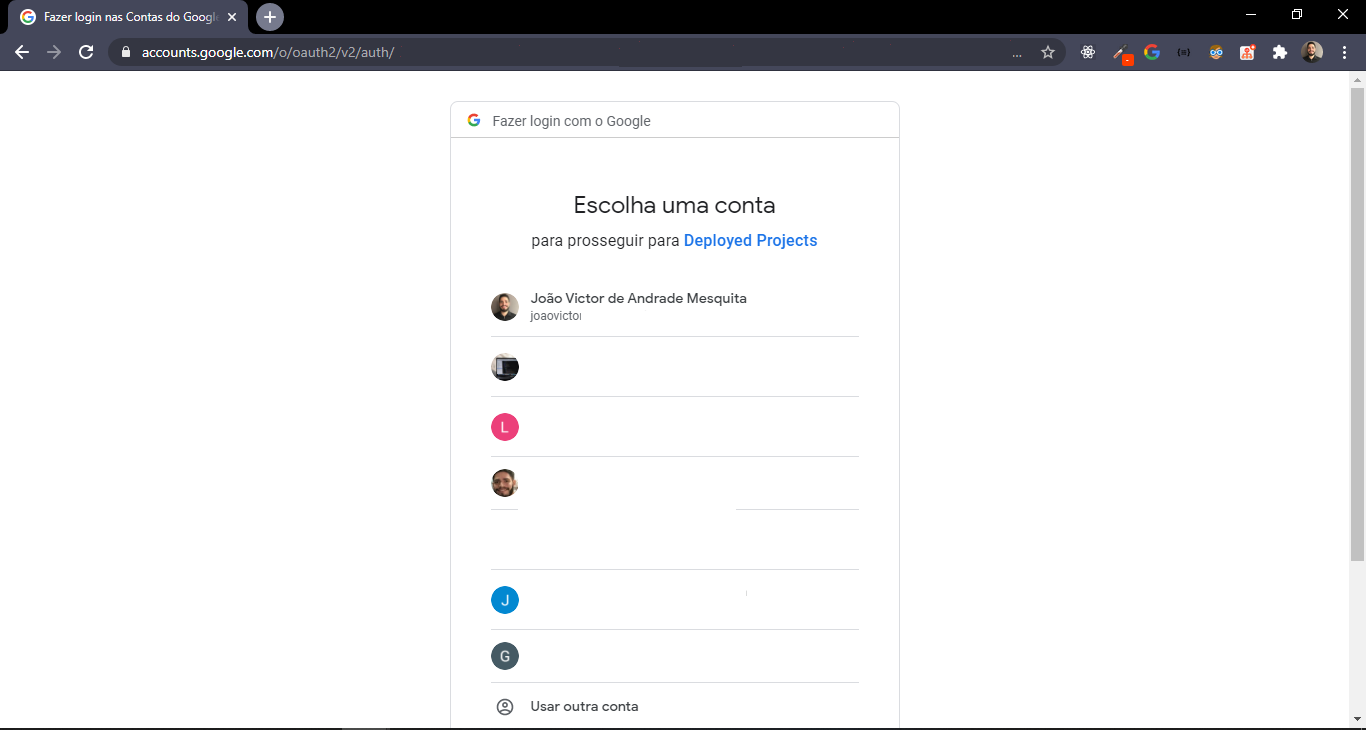 Fazer login nas Contas do Googl
accounts.google.com/o/oauth2/v2/auth/
Fazer login com o Google
Escolha uma conta
para prosseguir para Deployed Projects
João Victor de Andrade Mesquita
joaovictor
L
J
G
Usar outra conta